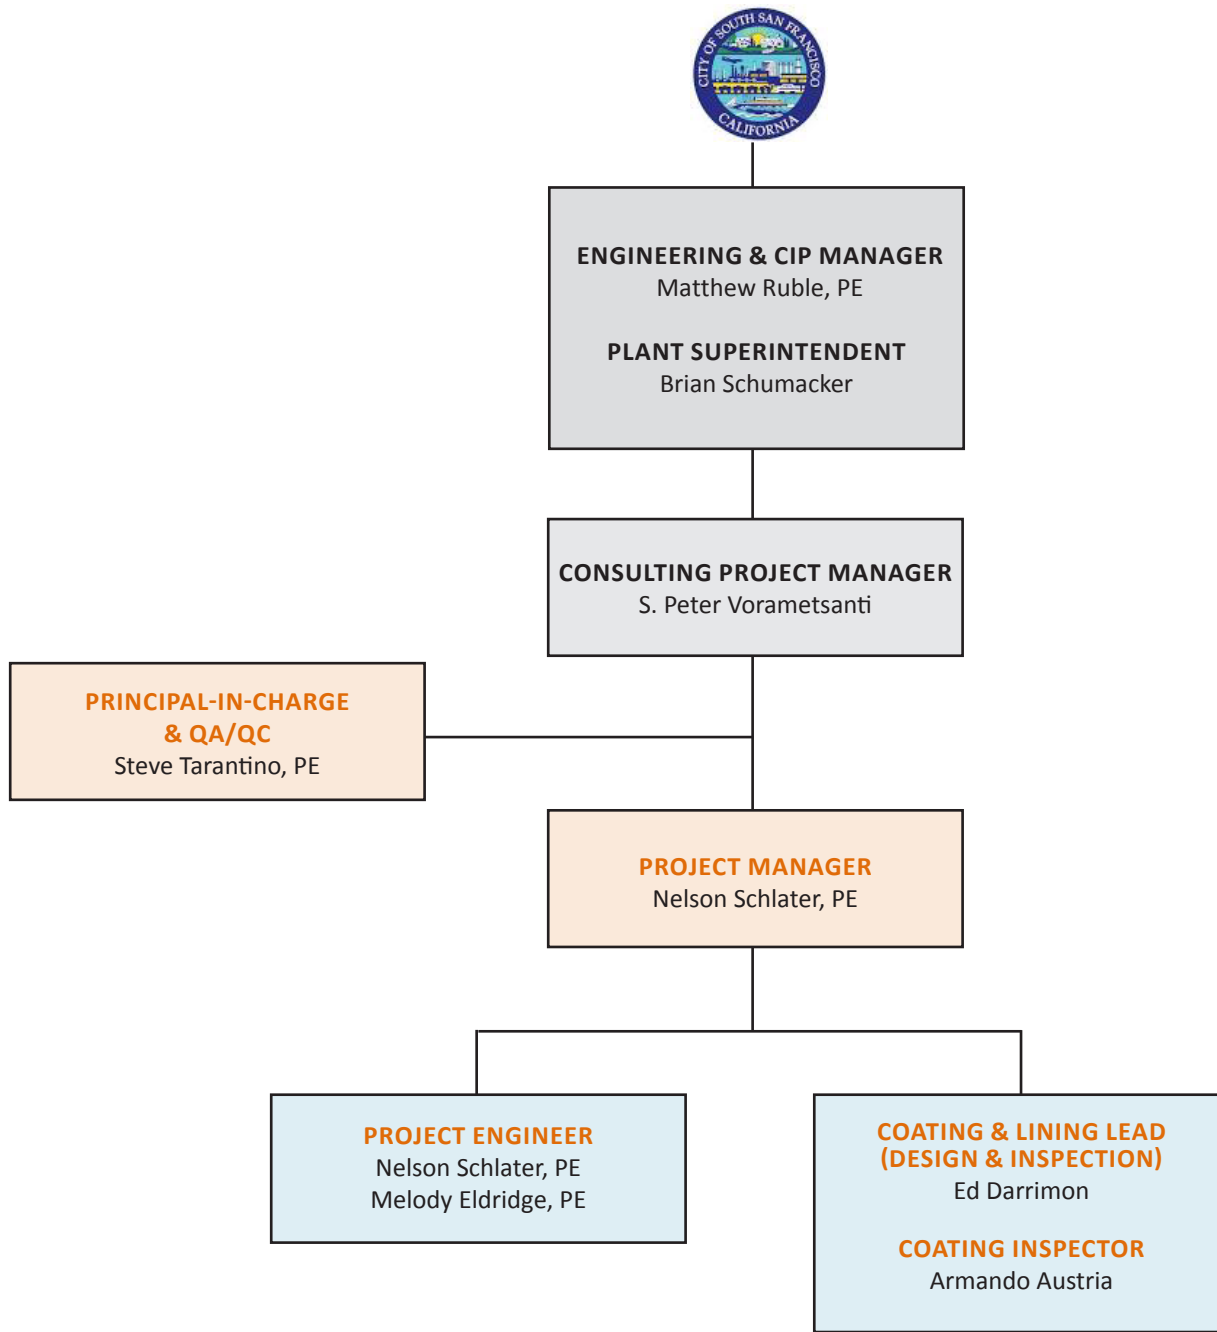 CITY OF SOUTH SAN FRANCISCO
CALIFORNIA
ENGINEERING & CIP MANAGER
Matthew Ruble, PE
PLANT SUPERINTENDENT
Brian Schumacker
CONSULTING PROJECT MANAGER
S. Peter Vorametsanti
PRINCIPAL-IN-CHARGE
& QA/QC
Steve Tarantino, PE
PROJECT MANAGER
Nelson Schlater, PE
PROJECT ENGINEER
Nelson Schlater, PE
Melody Eldridge, PE
COATING & LINING LEAD
(DESIGN & INSPECTION)
Ed Darrimon
COATING INSPECTOR
Armando Austria